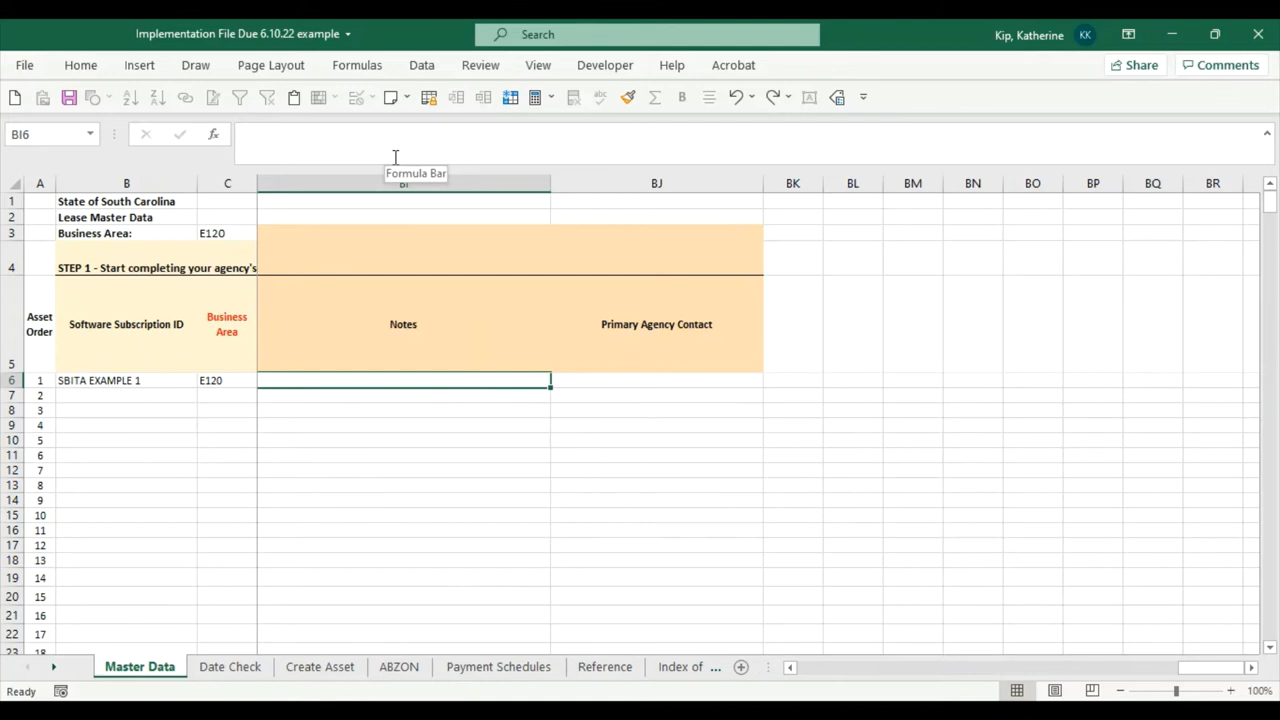 Implementation File Due 6.10.22 example
Search
Kip, Katherine KK
File Home Insert Draw Page Layout Formulas Data Review View Developer Help Acrobat Share Comments
BI6
fx
Formula Bar
A B C BI BJ BK BL BM BN BO BP BQ BR
1 State of South Carolina
2 Lease Master Data
3 Business Area: E120
4 STEP 1 - Start completing your agency's
5 Asset Order Software Subscription ID Business Area Notes Primary Agency Contact
6 1 SBITA EXAMPLE 1 E120
7 2
8 3
9 4
10 5
11 6
12 7
13 8
14 9
15 10
16 11
17 12
18 13
19 14
20 15
21 16
22 17
23 18
Master Data Date Check Create Asset ABZON Payment Schedules Reference Index of ...
Ready 100%